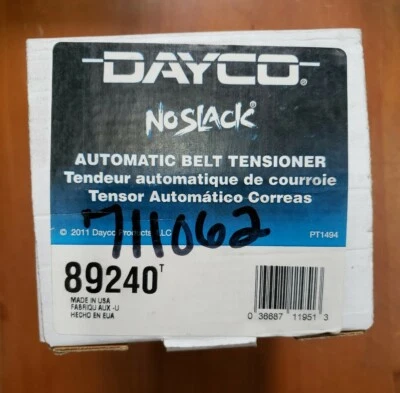 DAYCO®
NOSLACK®
AUTOMATIC BELT TENSIONER
Tendeur automatique de courroie
Tensor Automático Correas
711062
© 2011 Dayco Products, LLC
PT1494
89240 T
MADE IN USA
FABRIQU AUX -U
HECHO EN EUA
0 38887 11951 3